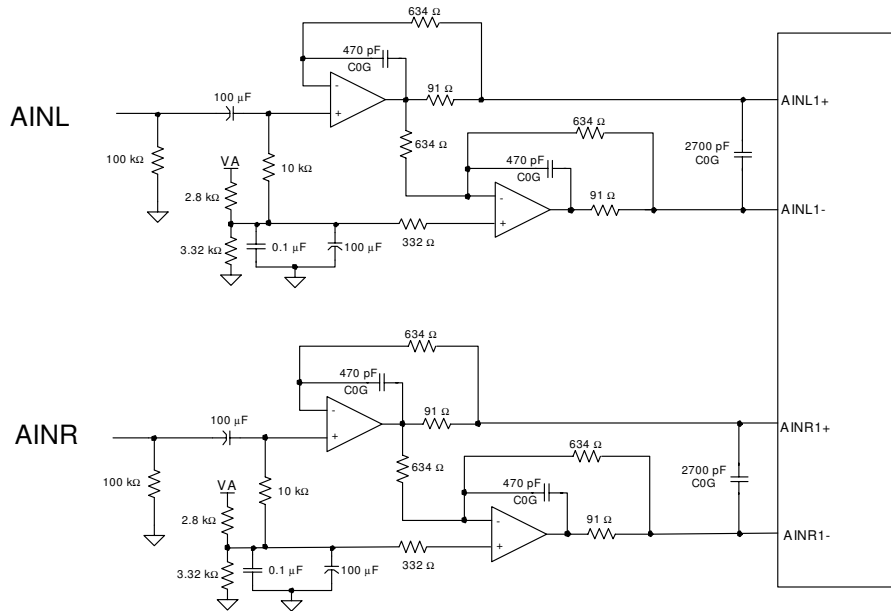 634 Ω
470 pF
C0G
91 Ω
AINL1+
100 µF
AINL
634 Ω
634 Ω
470 pF
C0G
2700 pF
C0G
100 kΩ
VA
10 kΩ
2.8 kΩ
91 Ω
AINL1-
3.32 kΩ
0.1 µF
100 µF
332 Ω
634 Ω
470 pF
C0G
91 Ω
AINR1+
100 µF
AINR
634 Ω
634 Ω
470 pF
C0G
2700 pF
C0G
100 kΩ
VA
10 kΩ
2.8 kΩ
91 Ω
AINR1-
3.32 kΩ
0.1 µF
100 µF
332 Ω
- 
+
-
+
-
+
-
+